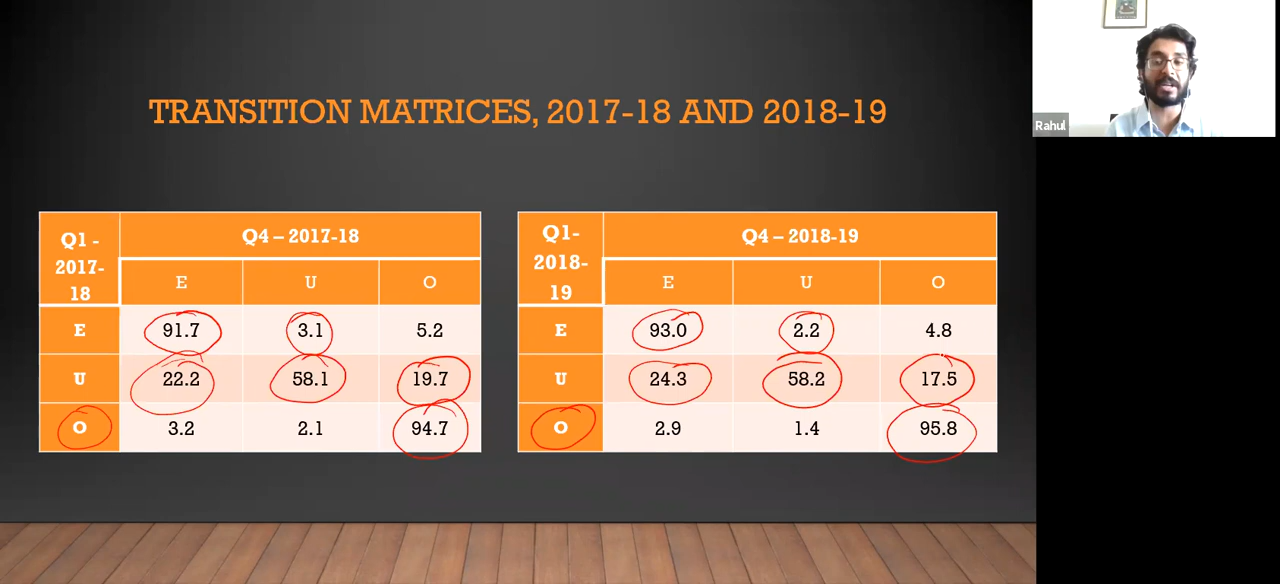 TRANSITION MATRICES, 2017-18 AND 2018-19
Rahul
Q1 -
2017-
18
Q4 – 2017-18
E U O
E 91.7 3.1 5.2
U 22.2 58.1 19.7
O 3.2 2.1 94.7
Q1-
2018-
19
Q4 – 2018-19
E U O
E 93.0 2.2 4.8
U 24.3 58.2 17.5
O 2.9 1.4 95.8